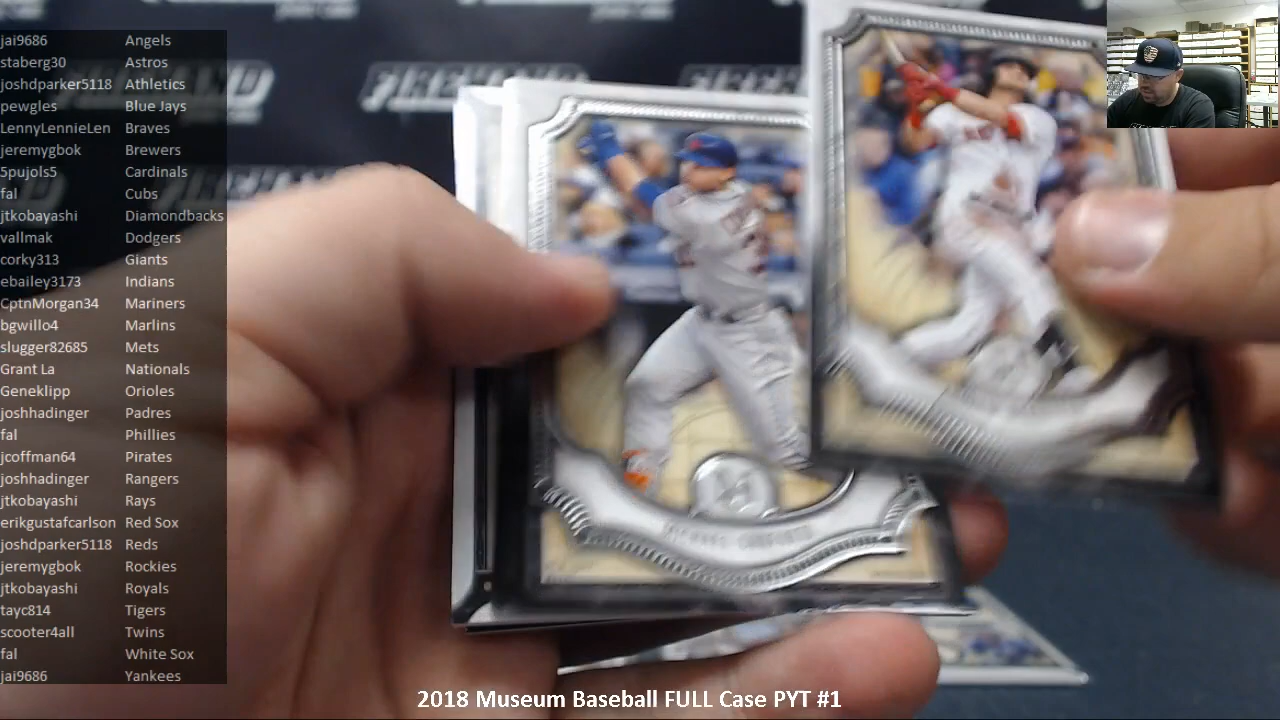 jai9686 Angels
staberg30 Astros
joshdparker5118 Athletics
pewgles Blue Jays
LennyLennieLen Braves
jeremygbok Brewers
5pujols5 Cardinals
fal Cubs
jtkobayashi Diamondbacks
vallmak Dodgers
corky313 Giants
ebailey3173 Indians
CptnMorgan34 Mariners
bgwillo4 Marlins
slugger82685 Mets
Grant La Nationals
Geneklipp Orioles
joshhadinger Padres
fal Phillies
jcoffman64 Pirates
joshhadinger Rangers
jtkobayashi Rays
erikgustafcarlson Red Sox
joshdparker5118 Reds
jeremygbok Rockies
jtkobayashi Royals
tayc814 Tigers
scooter4all Twins
fal White Sox
jai9686 Yankees
MICHAEL CONFORTO
2018 Museum Baseball FULL Case PYT #1